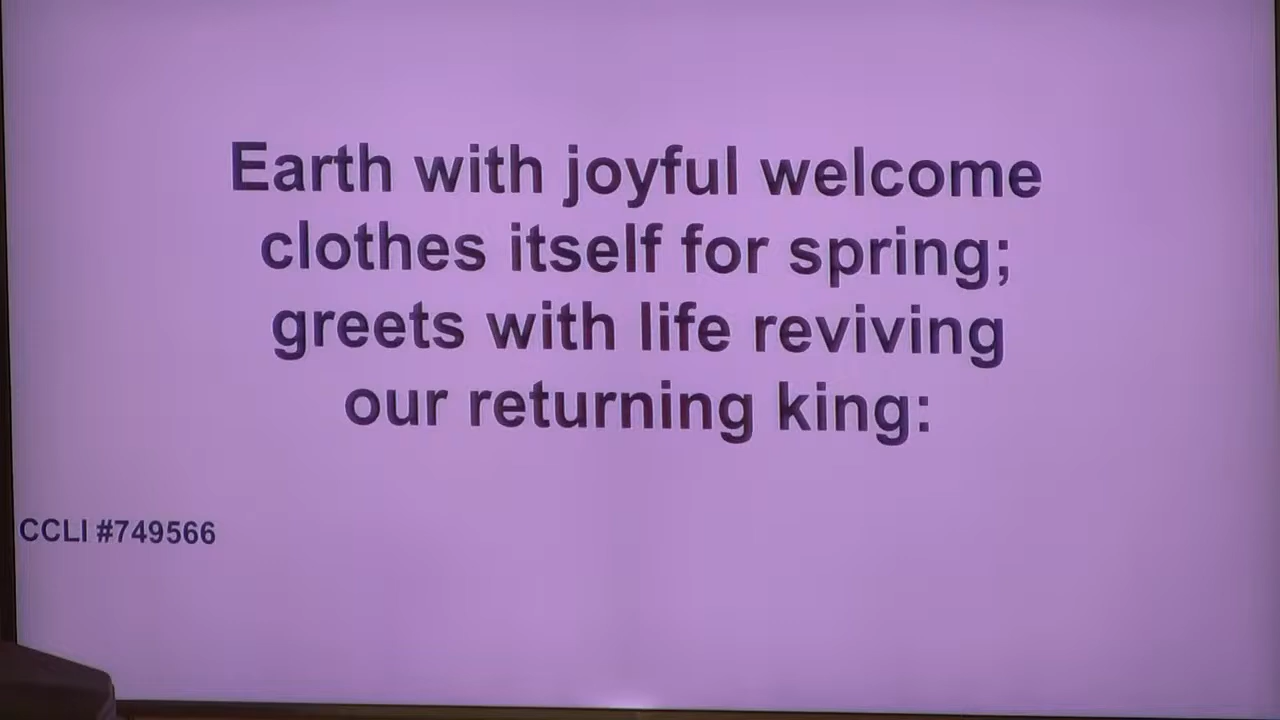 Earth with joyful welcome
clothes itself for spring;
greets with life reviving
our returning king:
CCLI #749566